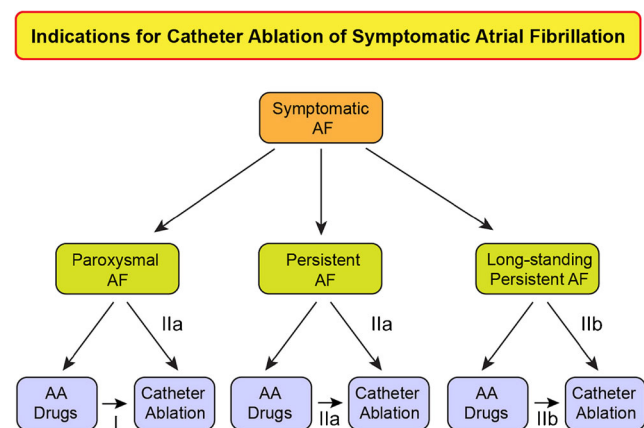 Indications for Catheter Ablation of Symptomatic Atrial Fibrillation
Symptomatic
AF
Paroxysmal
AF
Persistent
AF
Long-standing
Persistent AF
IIa
IIa
IIb
AA
Drugs
I
Catheter
Ablation
AA
Drugs
IIa
Catheter
Ablation
AA
Drugs
IIb
Catheter
Ablation